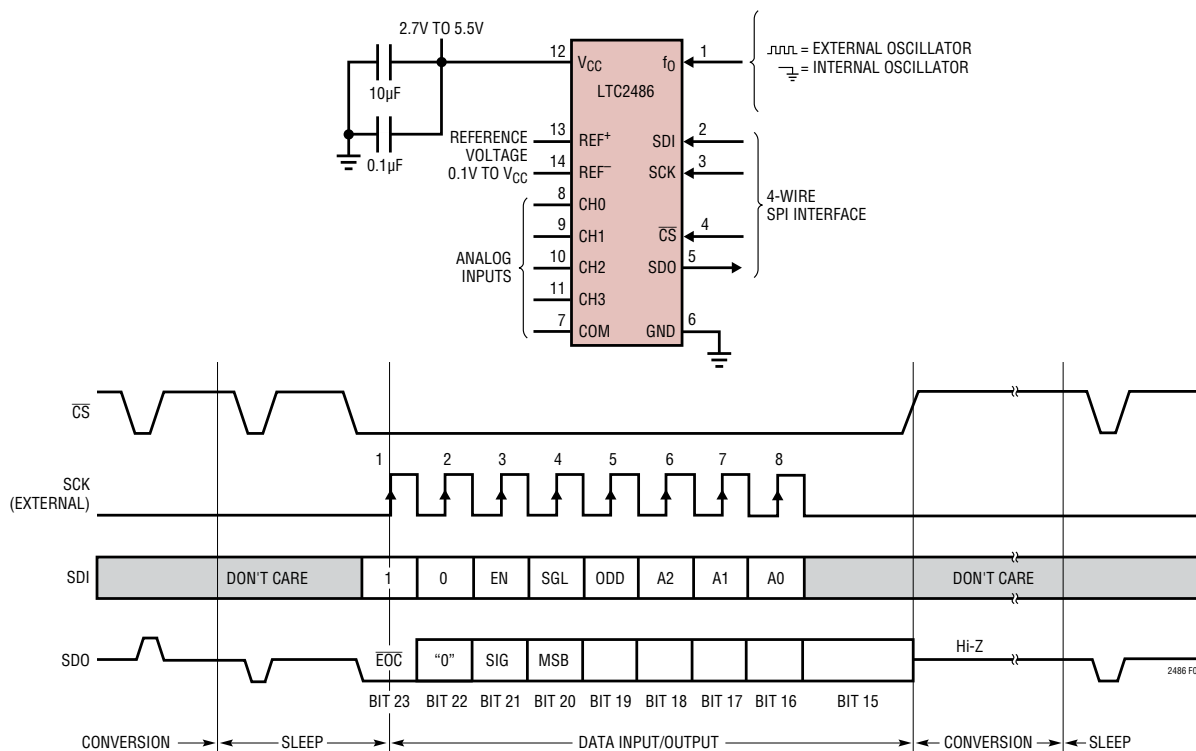 2.7V TO 5.5V
10µF
0.1µF
REFERENCE
VOLTAGE
0.1V TO VCC
ANALOG
INPUTS
12
13
14
8
9
10
11
7
VCC
LTC2486
REF+
REF–
CH0
CH1
CH2
CH3
COM
fO
SDI
SCK
CS
SDO
GND
1
2
3
4
5
6
= EXTERNAL OSCILLATOR
= INTERNAL OSCILLATOR
4-WIRE
SPI INTERFACE
CS
SCK
(EXTERNAL)
1 2 3 4 5 6 7 8
SDI
DON'T CARE 1 0 EN SGL ODD A2 A1 A0 DON'T CARE
SDO
EOC "0" SIG MSB Hi-Z
2486 F0
BIT 23 BIT 22 BIT 21 BIT 20 BIT 19 BIT 18 BIT 17 BIT 16 BIT 15
CONVERSION SLEEP DATA INPUT/OUTPUT CONVERSION SLEEP